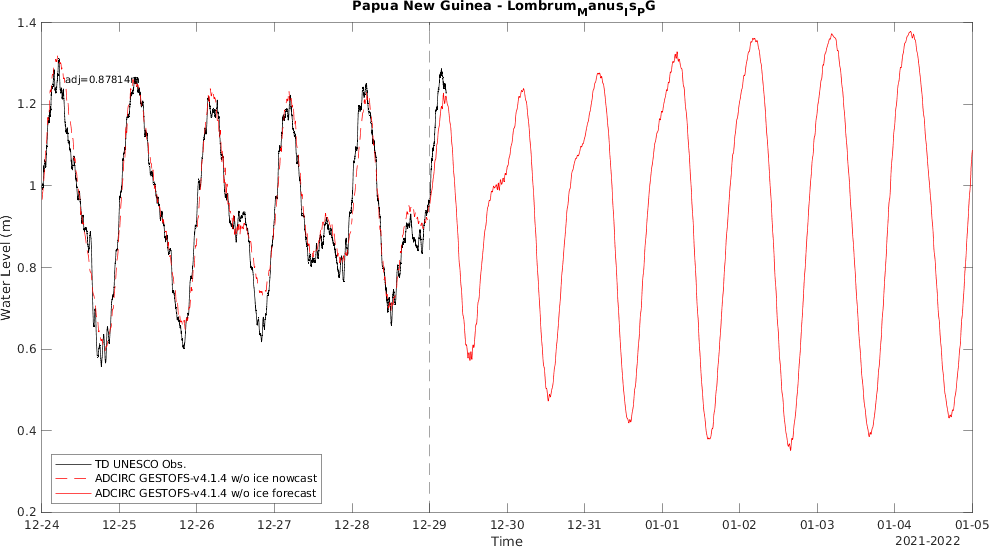 Papua New Guinea - LombrumManusIsPG
1.4
adj=0.87814
1.2
1
0.8
0.6
0.4
0.2
Water Level (m)
TD UNESCO Obs.
ADCIRC GESTOFS-v4.1.4 w/o ice nowcast
ADCIRC GESTOFS-v4.1.4 w/o ice forecast
12-24 12-25 12-26 12-27 12-28 12-29 12-30 12-31 01-01 01-02 01-03 01-04 01-05
Time
2021-2022